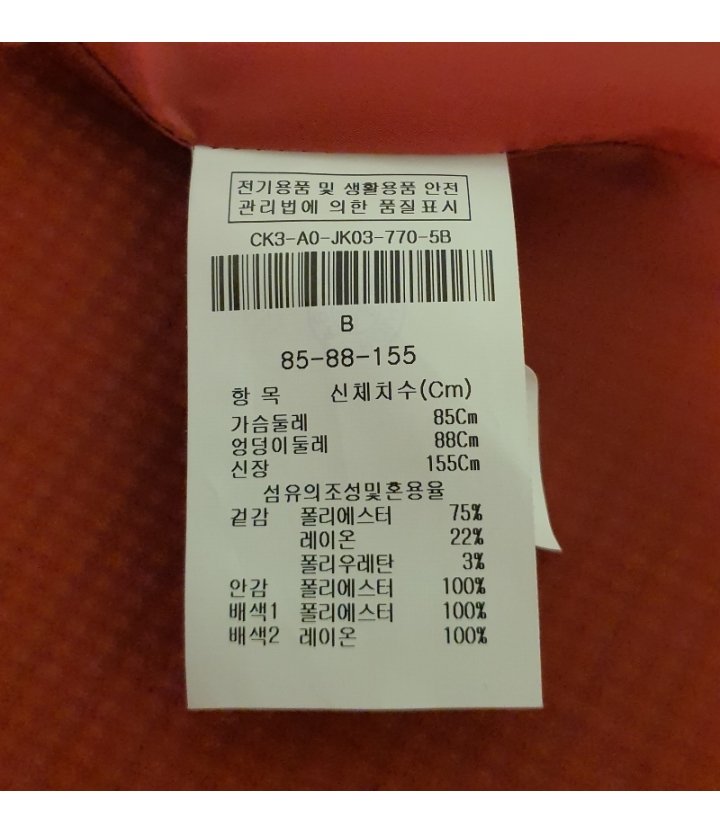 전기용품 및 생활용품 안전
관리법에 의한 품질표시
CK3-A0-JK03-770-5B
B
85-88-155
항 목 신체치수(Cm)
가슴둘레 85Cm
엉덩이둘레 88Cm
신장 155Cm
섬유의조성및혼용율
겉감 폴리에스터 75%
레이온 22%
폴리우레탄 3%
안감 폴리에스터 100%
배색1 폴리에스터 100%
배색2 레이온 100%